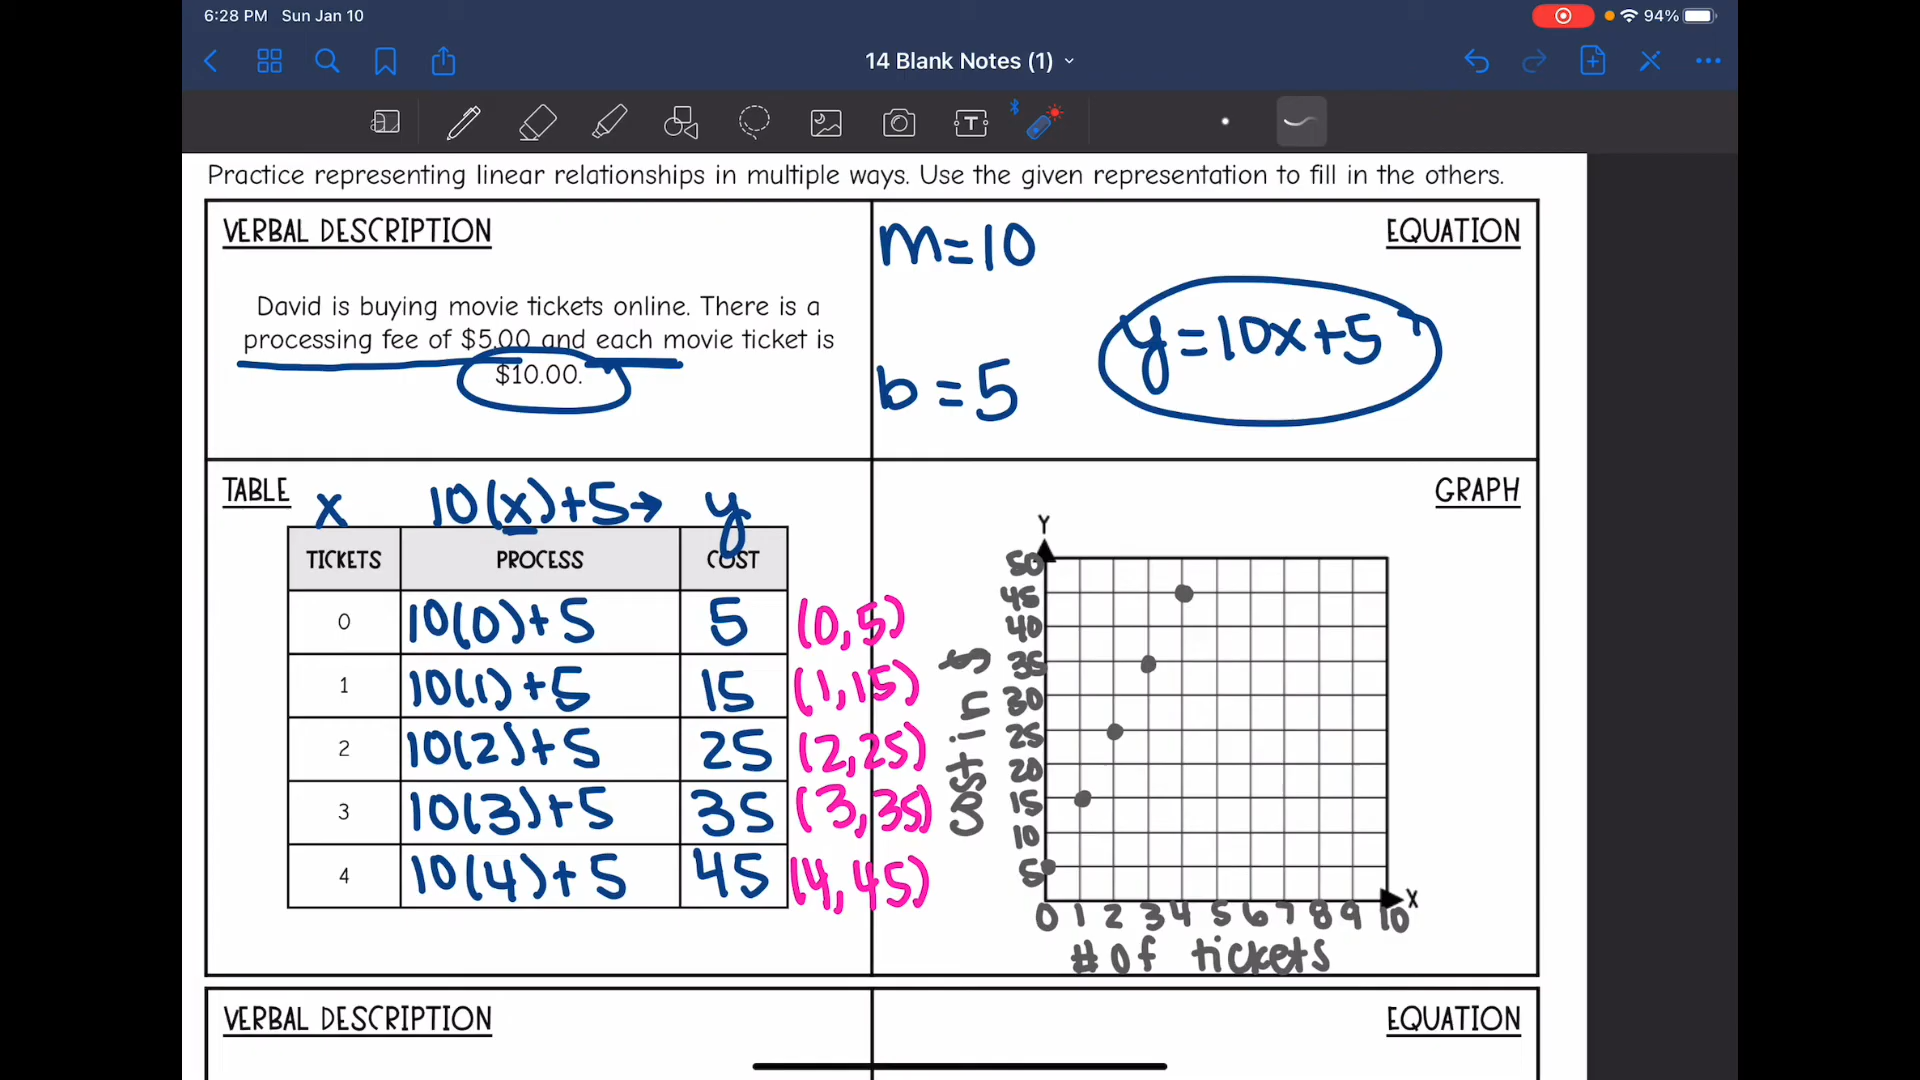 6:28 PM Sun Jan 10
94%
14 Blank Notes (1)
T
Practice representing linear relationships in multiple ways. Use the given representation to fill in the others.
VERBAL DESCRIPTION
David is buying movie tickets online. There is a
processing fee of $5.00 and each movie ticket is
$10.00.
EQUATION
m=10
y=10x+5
b=5
TABLE
x 10(x)+5→ y
TICKETS PROCESS COST
0 10(0)+5 5 (0,5)
1 10(1)+5 15 (1,15)
2 10(2)+5 25 (2,25)
3 10(3)+5 35 (3,35)
4 10(4)+5 45 (4,45)
GRAPH
Y
50
45
40
35
30
25
20
15
10
5
Cost in $
X
0 1 2 3 4 5 6 7 8 9 10
# of tickets
VERBAL DESCRIPTION
EQUATION